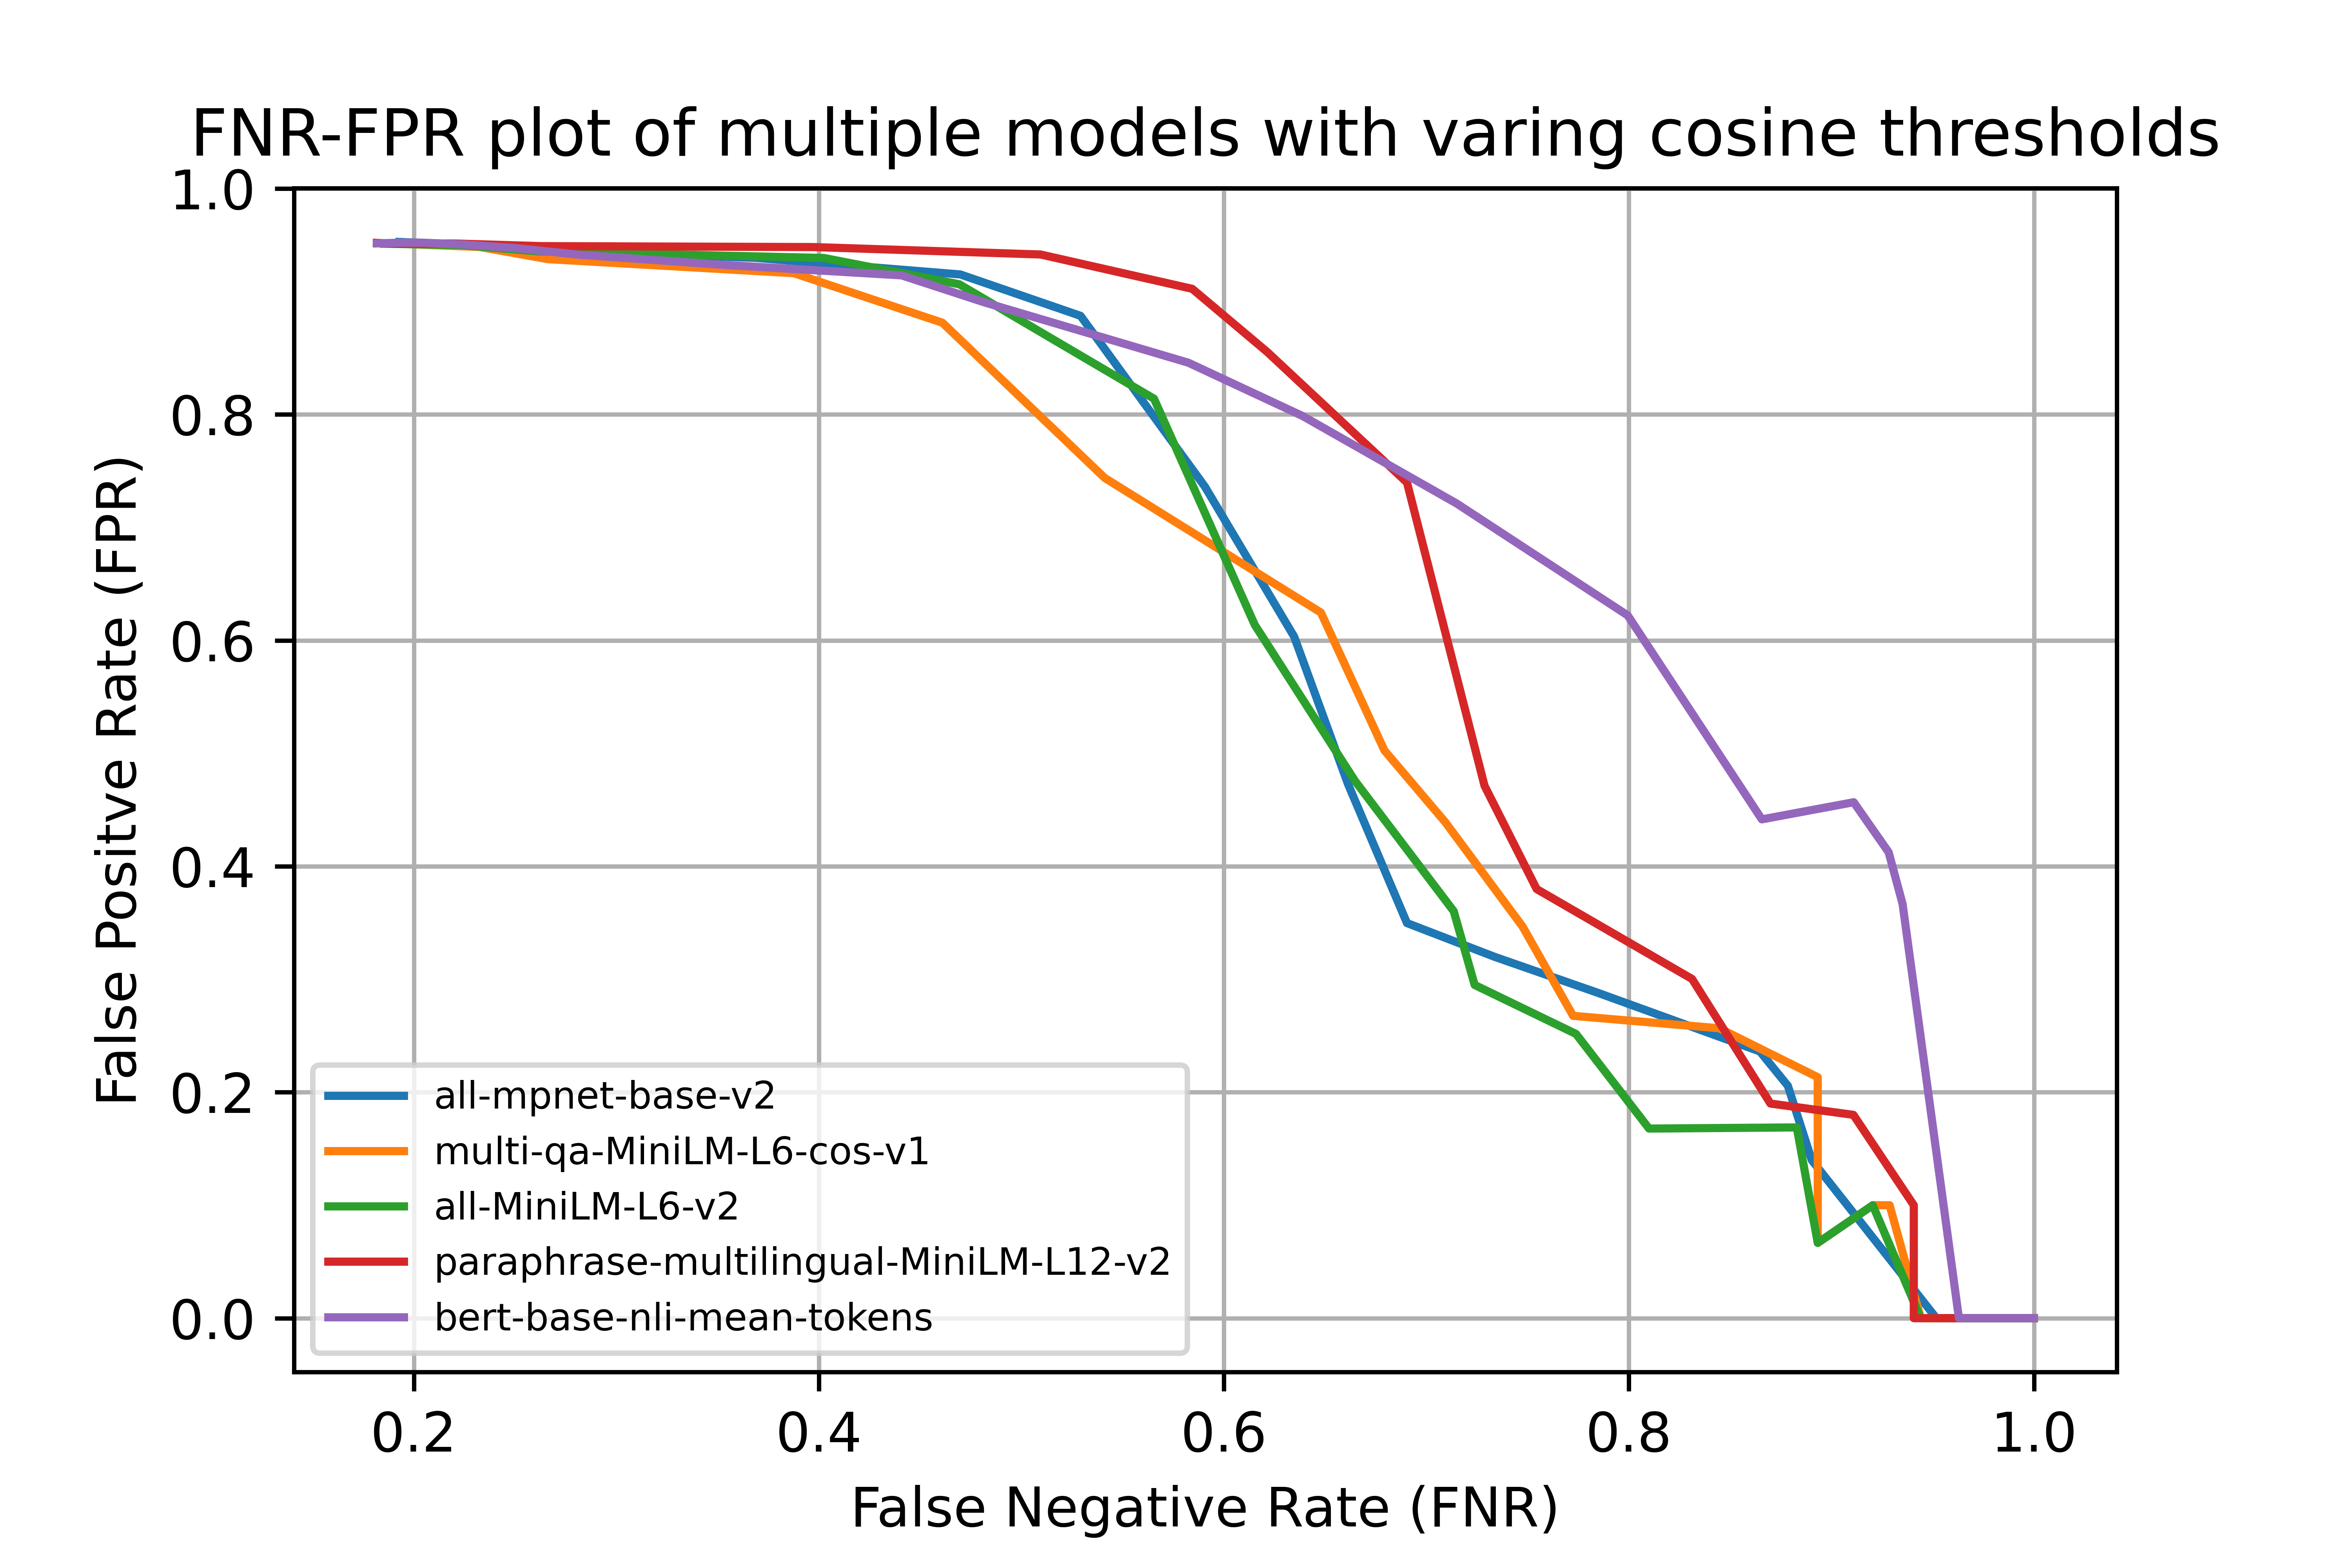 FNR-FPR plot of multiple models with varing cosine thresholds
1.0
0.8
0.6
0.4
0.2
0.0
False Positve Rate (FPR)
all-mpnet-base-v2
multi-qa-MiniLM-L6-cos-v1
all-MiniLM-L6-v2
paraphrase-multilingual-MiniLM-L12-v2
bert-base-nli-mean-tokens
0.2 0.4 0.6 0.8 1.0
False Negative Rate (FNR)